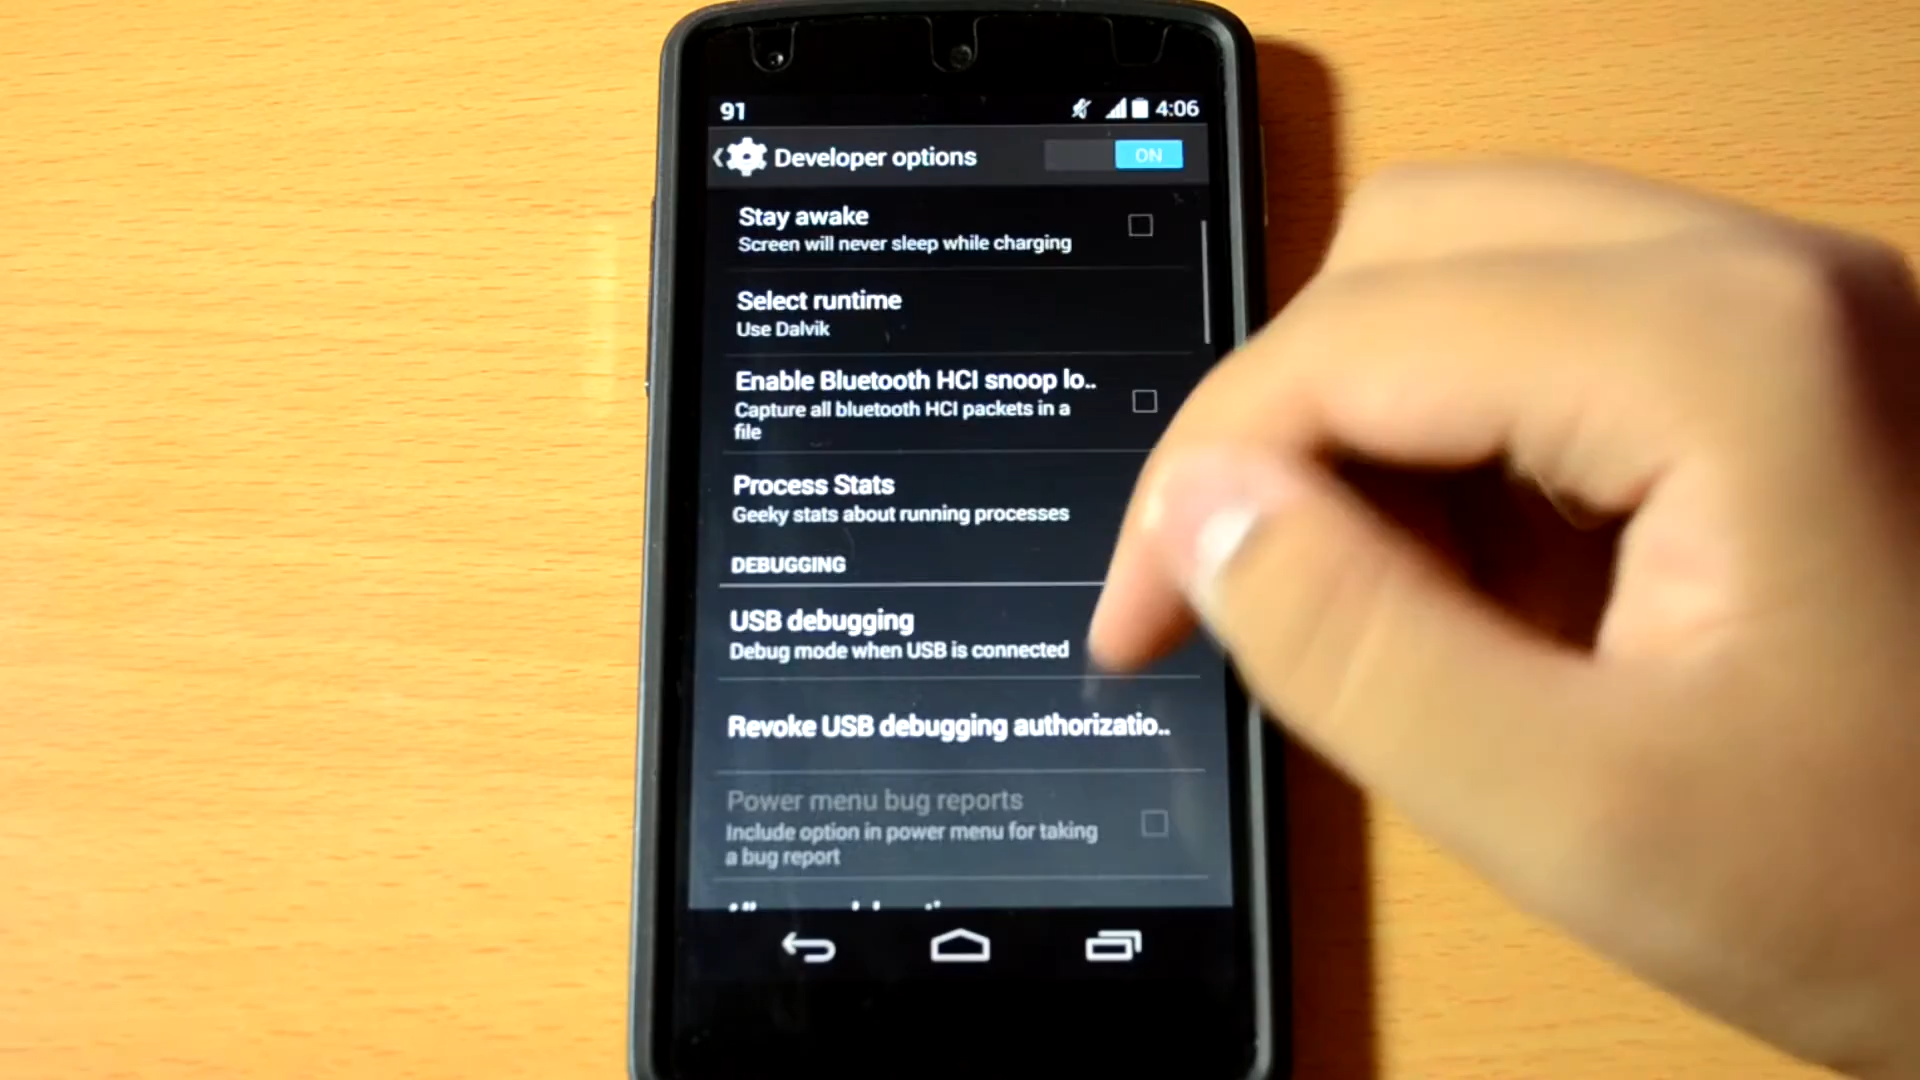 91 4:06
Developer options ON
Stay awake
Screen will never sleep while charging
Select runtime
Use Dalvik
Enable Bluetooth HCI snoop lo..
Capture all bluetooth HCI packets in a
file
Process Stats
Geeky stats about running processes
DEBUGGING
USB debugging
Debug mode when USB is connected
Revoke USB debugging authorizatio..
Power menu bug reports
Include option in power menu for taking
a bug report